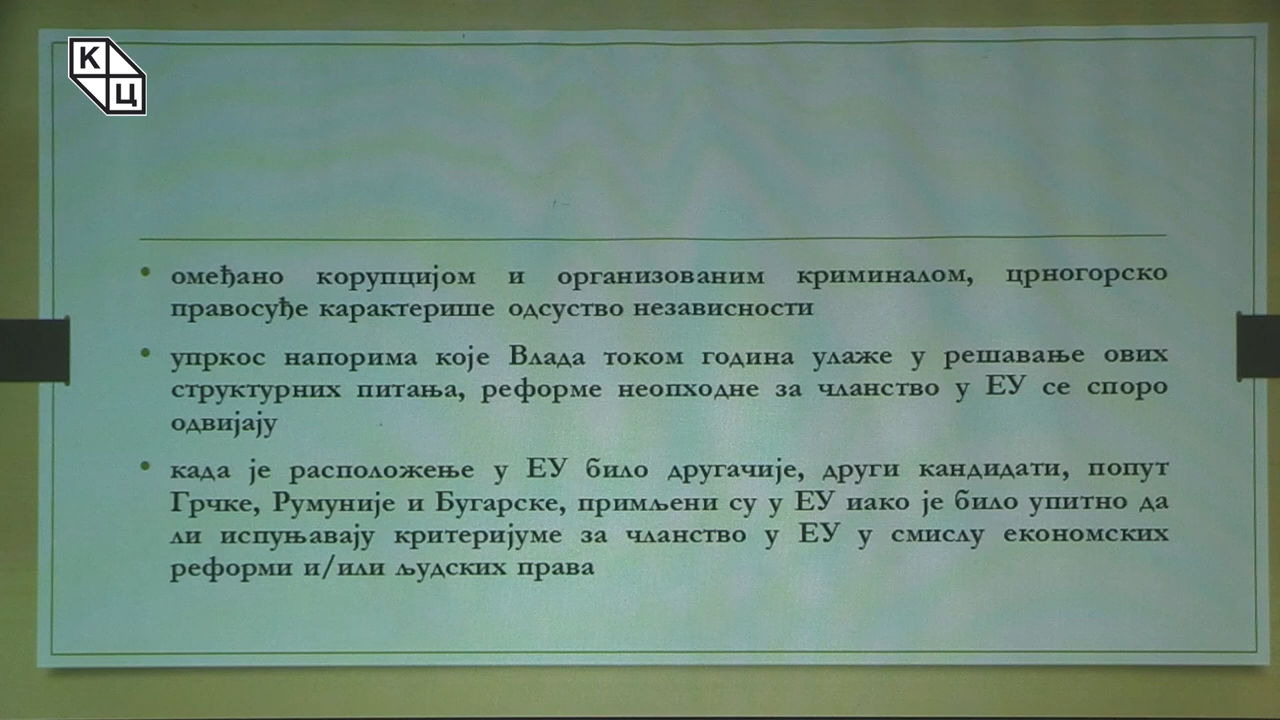 К
Ц
• омеђано корупцијом и организованим криминалом, црногорско
правосуђе карактерише одсуство независности
• упркос напорима које Влада током година улаже у решавање ових
структурних питања, реформе неопходне за чланство у ЕУ се споро
одвијају
• када је расположење у ЕУ било другачије, други кандидати, попут
Грчке, Румуније и Бугарске, примљени су у ЕУ иако је било упитно да
ли испуњавају критеријуме за чланство у ЕУ у смислу економских
реформи и/или људских права